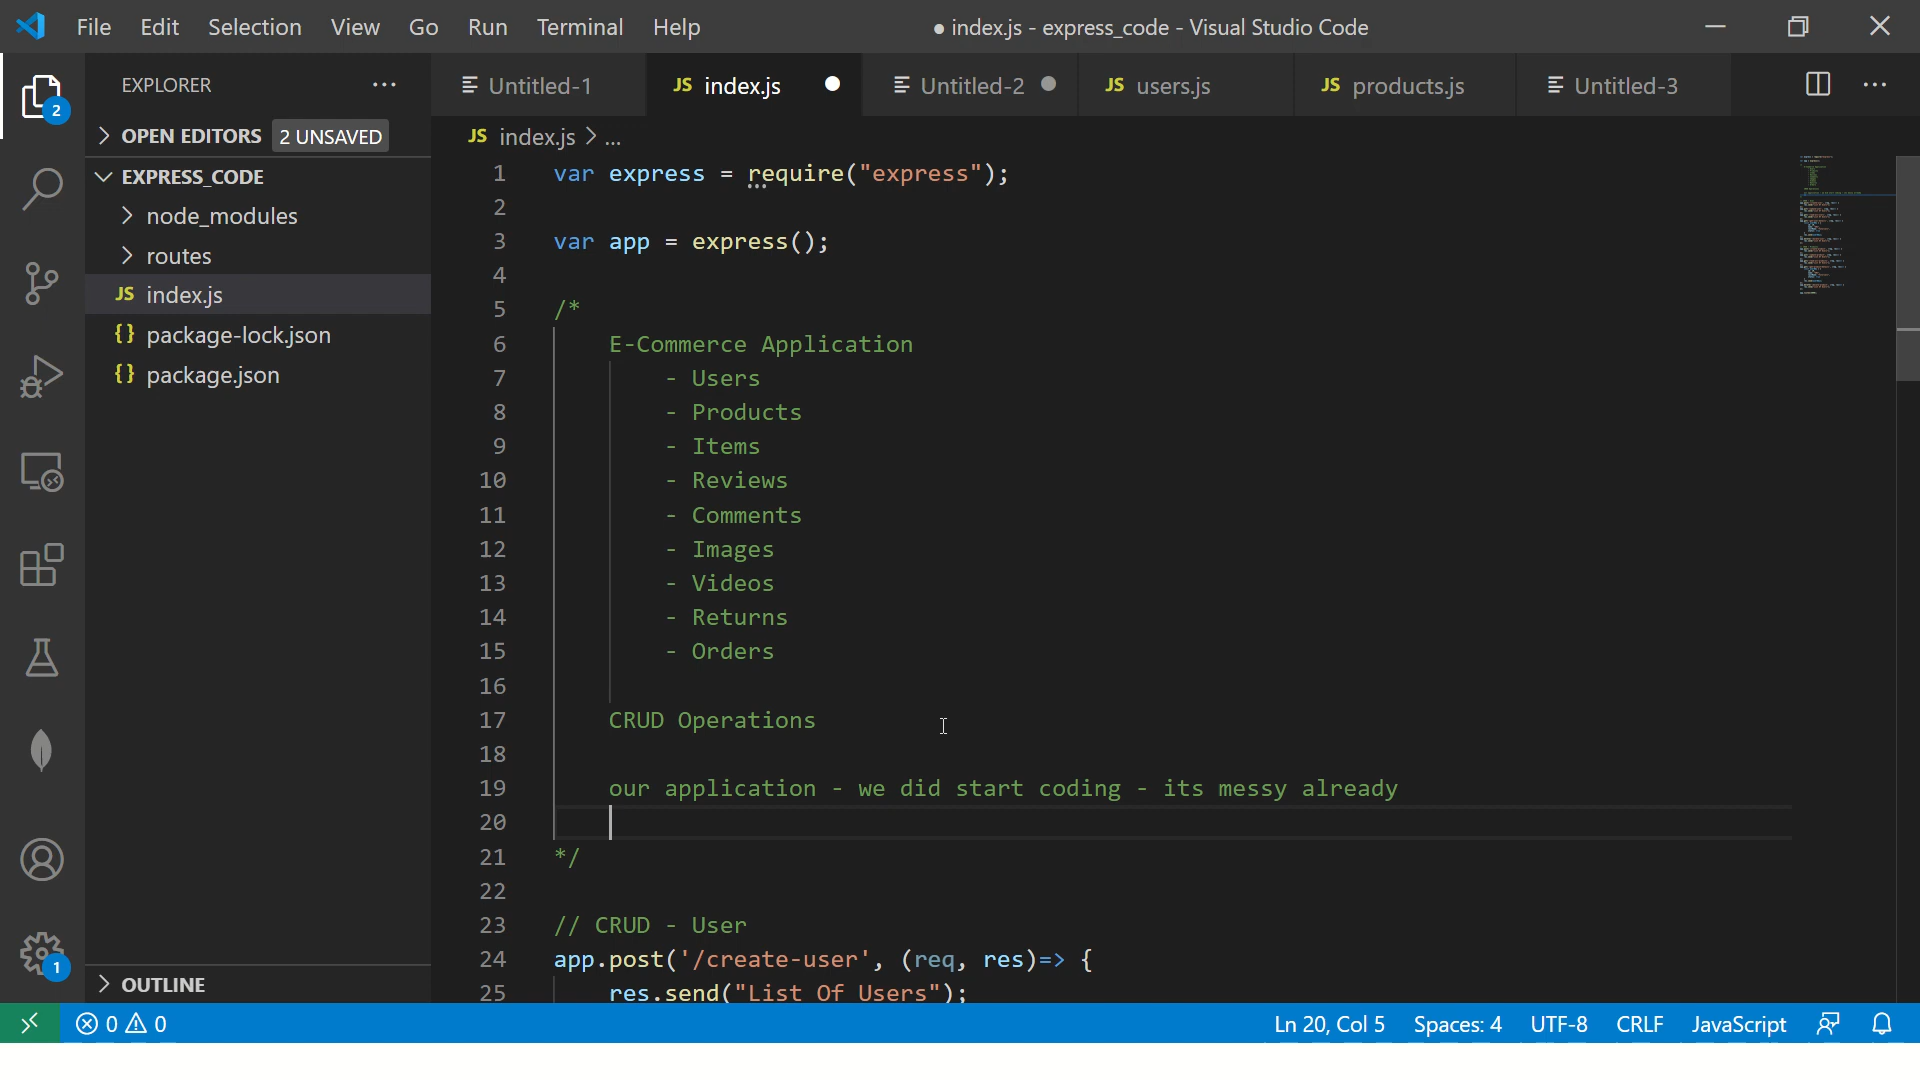 File Edit Selection View Go Run Terminal Help ● index.js - express_code - Visual Studio Code
EXPLORER ···
Untitled-1 JS index.js Untitled-2 JS users.js JS products.js Untitled-3 ···
2
OPEN EDITORS 2 UNSAVED
JS index.js > ...
EXPRESS_CODE
node_modules
routes
JS index.js
{} package-lock.json
{} package.json
OUTLINE
1 var express = require("express");
2
3 var app = express();
4
5 /*
6 E-Commerce Application
7 - Users
8 - Products
9 - Items
10 - Reviews
11 - Comments
12 - Images
13 - Videos
14 - Returns
15 - Orders
16
17 CRUD Operations
18
19 our application - we did start coding - its messy already
20
21 */
22
23 // CRUD - User
24 app.post('/create-user', (req, res)=> {
25 res.send("List Of Users");
1
0 0 Ln 20, Col 5 Spaces: 4 UTF-8 CRLF JavaScript